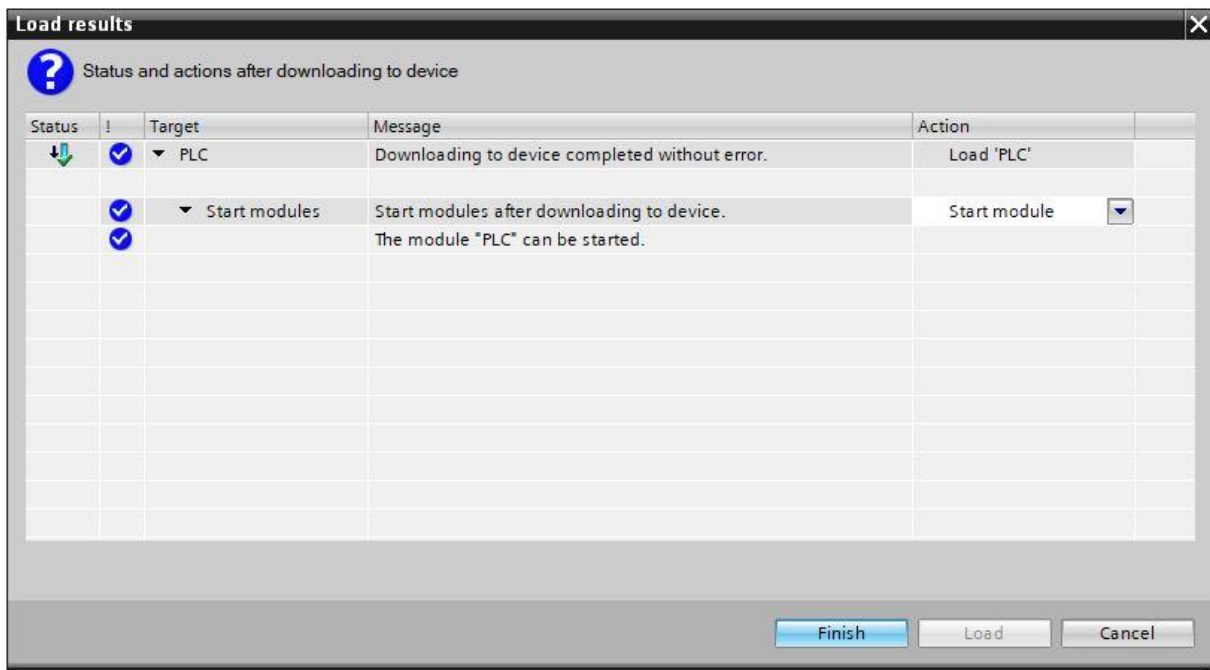 Load results
Status and actions after downloading to device
Status ! Target Message Action
PLC Downloading to device completed without error. Load 'PLC'
Start modules Start modules after downloading to device. Start module
The module "PLC" can be started.
Finish Load Cancel